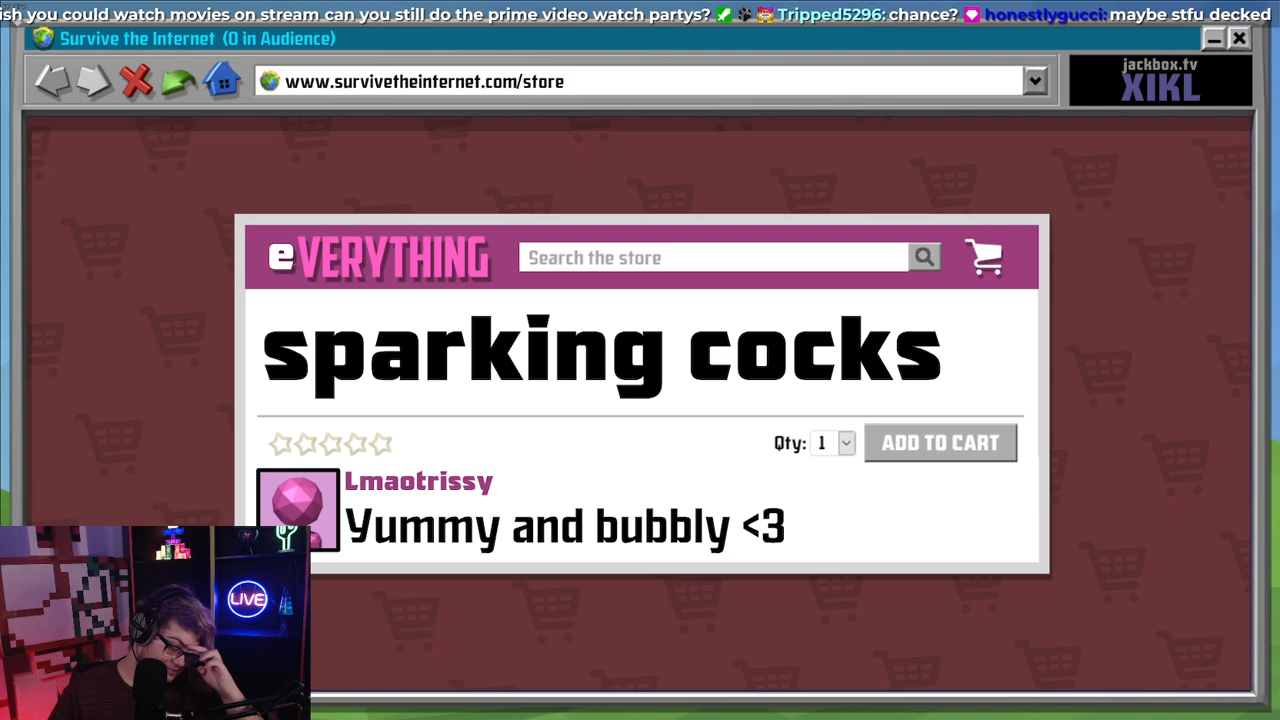 ish you could watch movies on stream can you still do the prime video watch partys? Tripped5296: chance? honestlygucci: maybe stfu decked
Survive the Internet (0 in Audience)
www.survivetheinternet.com/store
jackbox.tv
XIKL
eVERYTHING
Search the store
sparking cocks
Qty: 1
ADD TO CART
Lmaotrissy
Yummy and bubbly <3
LIVE